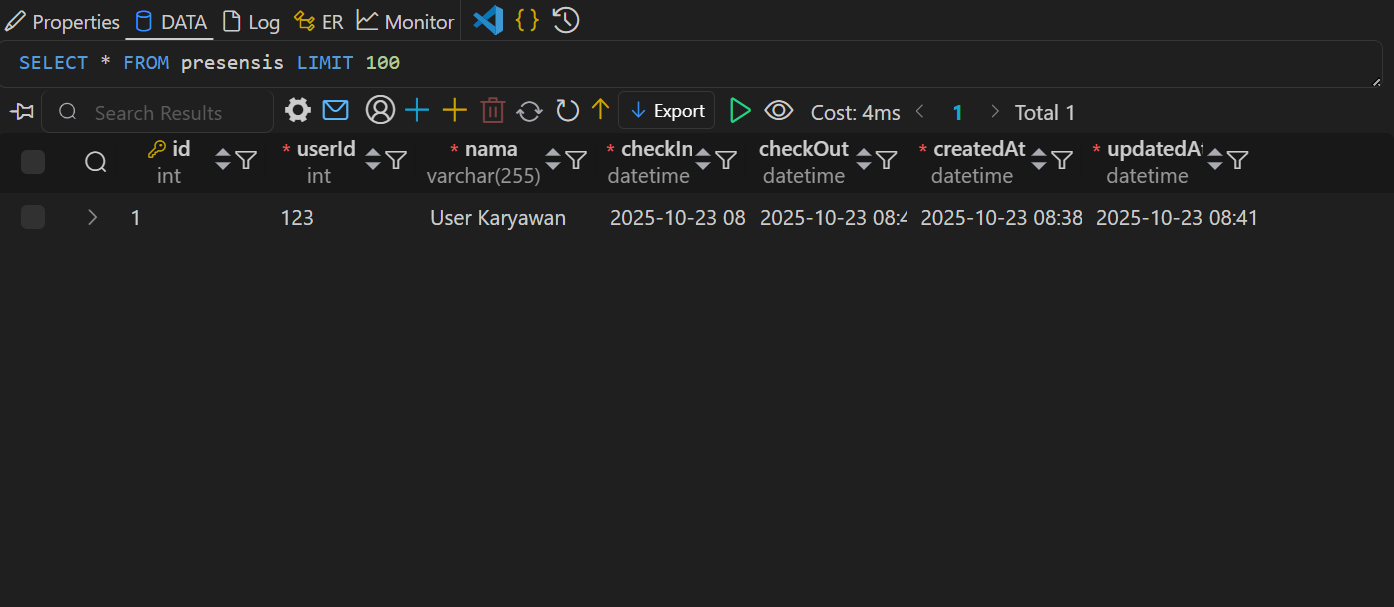 Properties DATA Log ER Monitor { }
SELECT * FROM presensis LIMIT 100
Search Results Export Cost: 4ms 1 Total 1
id * userId * nama * checkIn checkOut * createdAt * updatedAt
int int varchar(255) datetime datetime datetime datetime
1 123 User Karyawan 2025-10-23 08 2025-10-23 08:4 2025-10-23 08:38 2025-10-23 08:41